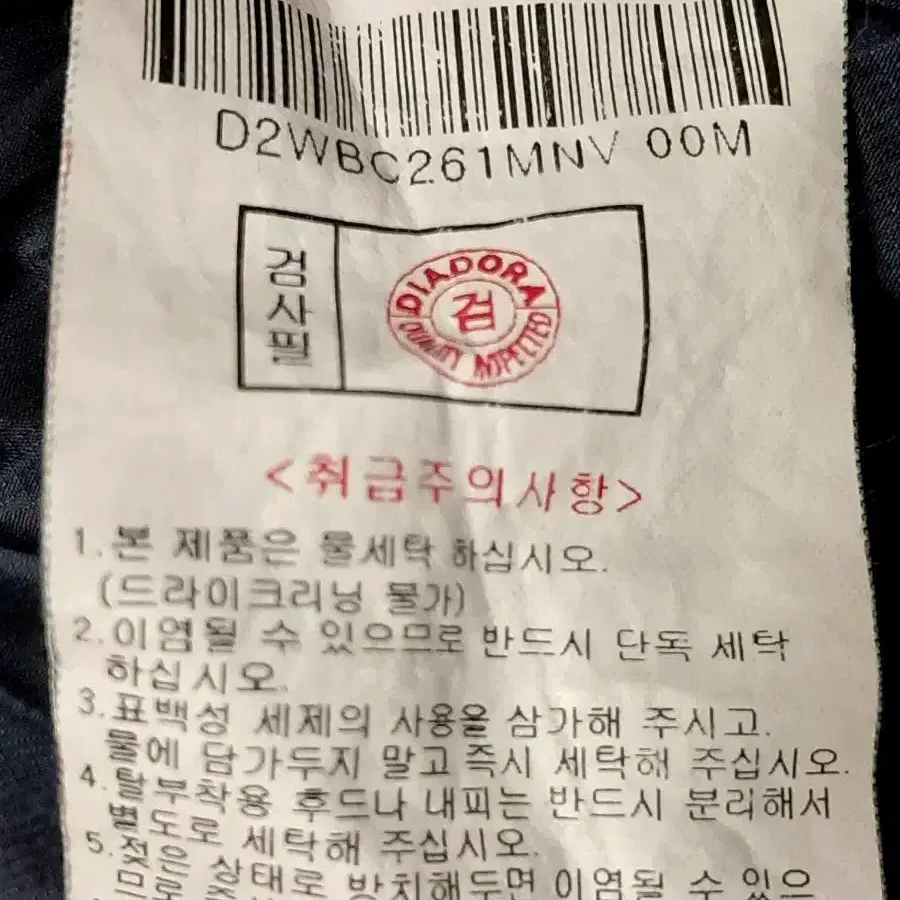 D2WBC261MNV 00M
검사필
DIADORA
검
QUALITY INSPECTED
<취급주의사항>
1. 본 제품은 물세탁 하십시오.
(드라이크리닝 불가)
2. 이염될 수 있으므로 반드시 단독 세탁
하십시오.
3. 표백성 세제의 사용을 삼가해 주시고.
물에 담가두지 말고 즉시 세탁해 주십시오.
4. 탈부착용 후드나 내피는 반드시 분리해서
별도로 세탁해 주십시오.
5. 젖은 상태로 방치해두면 이염될 수 있으